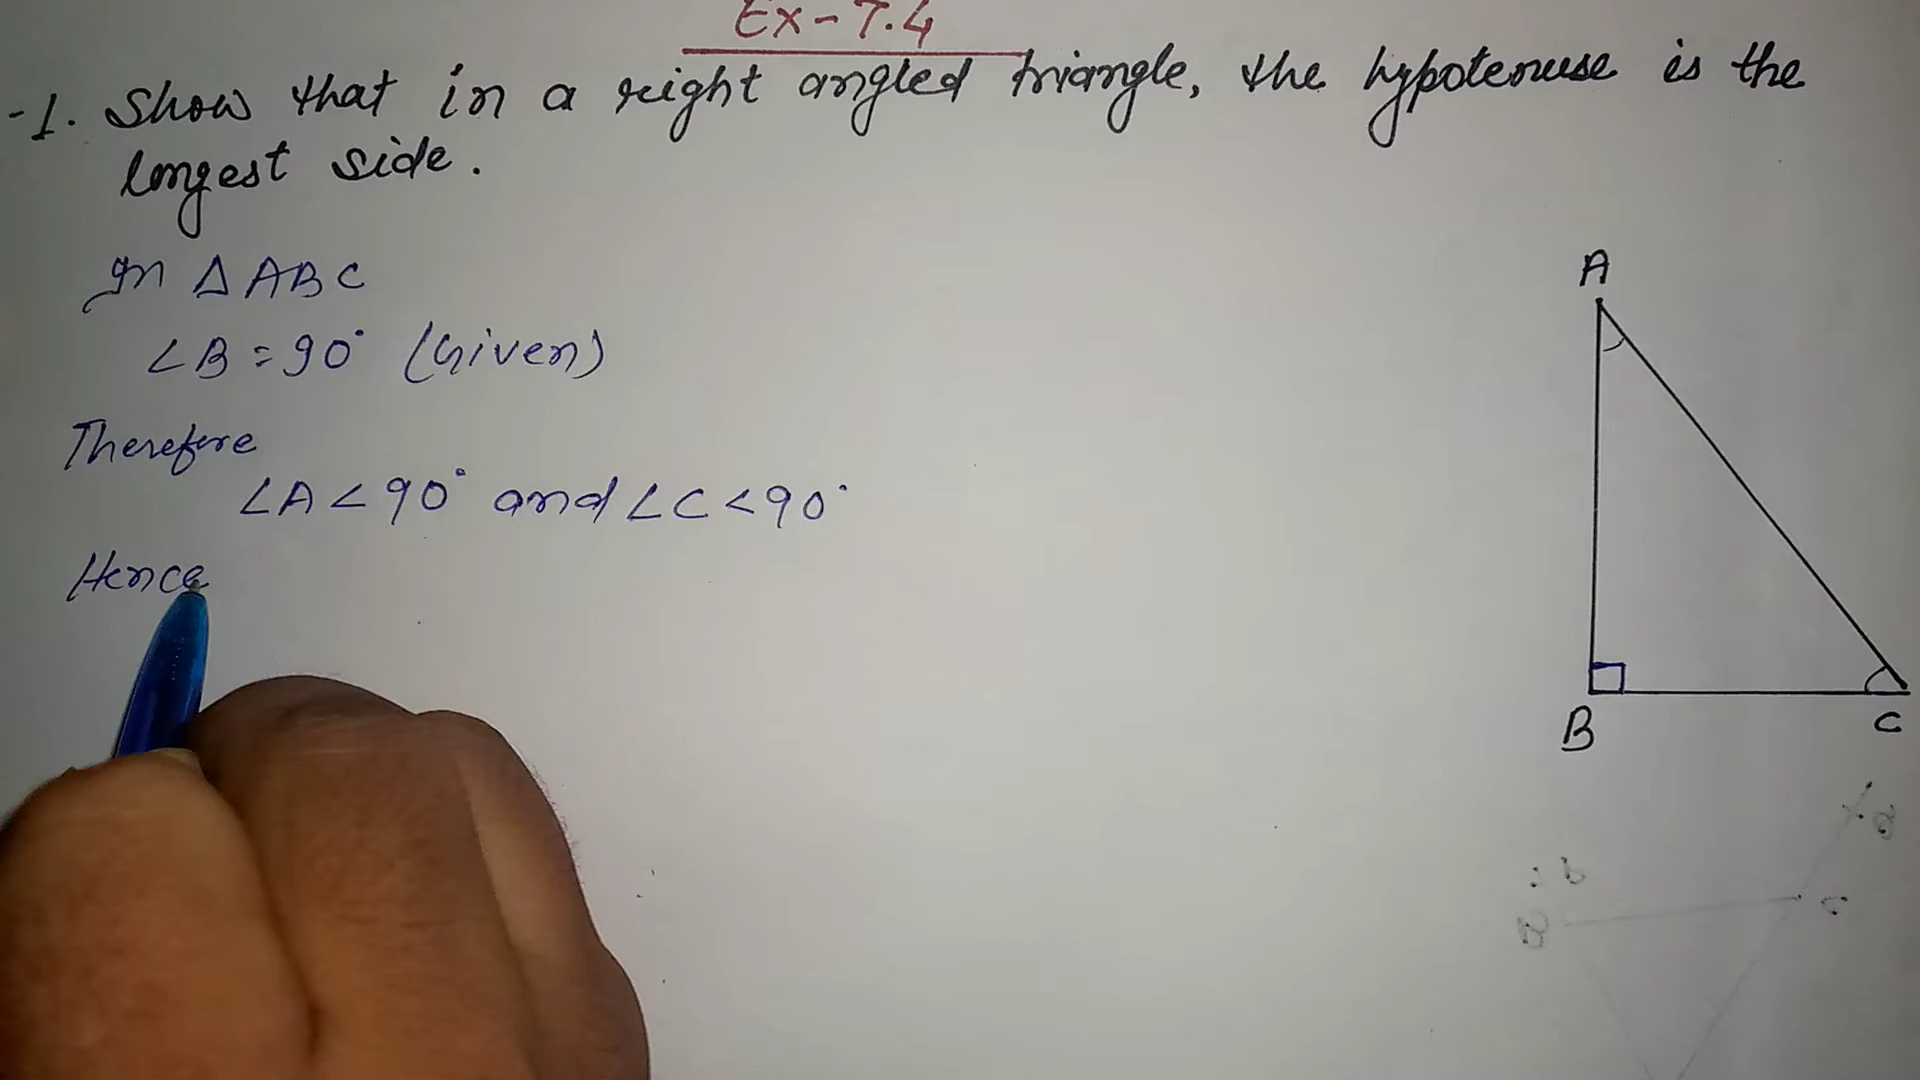 Ex - 7.4
-1. Show that in a right angled triangle, the hypotenuse is the
longest side.
In △ABC
∠B = 90° (Given)
Therefore
∠A < 90° and ∠C < 90°
Hence
A
B
C